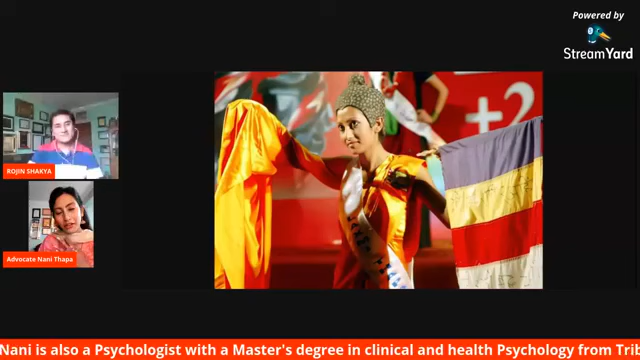 Powered by
StreamYard
+2
ROJIN SHAKYA
Advocate Nani Thapa
Nani is also a Psychologist with a Master's degree in clinical and health Psychology from Trib